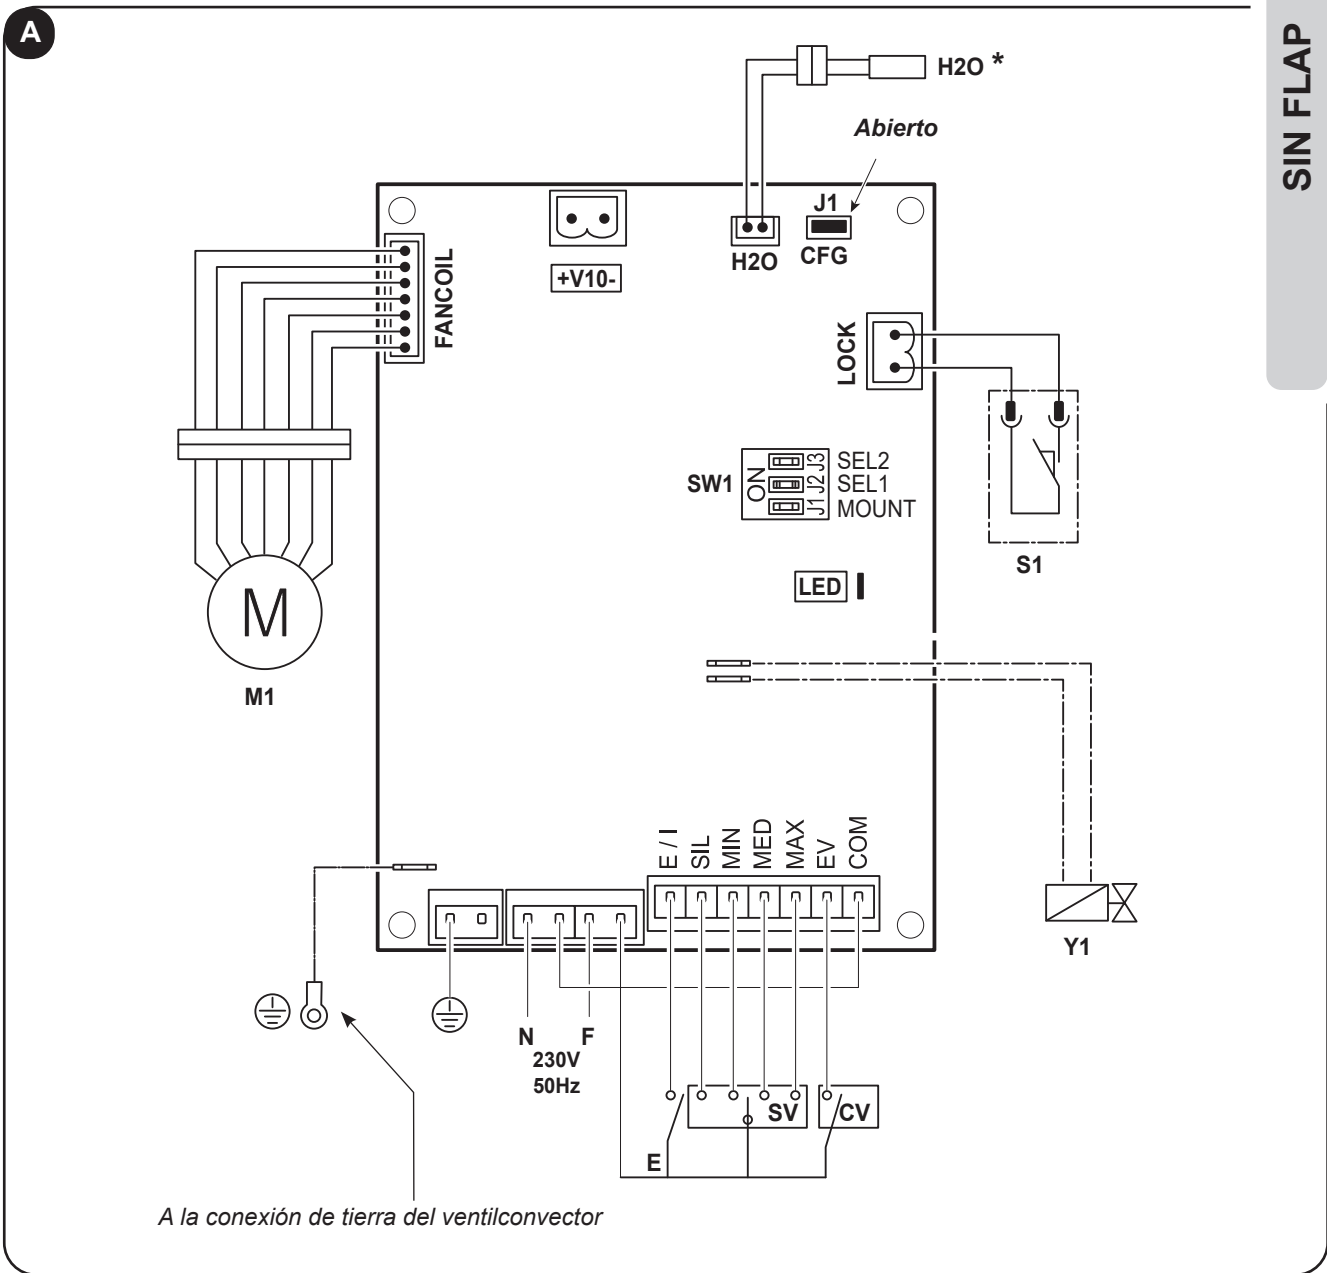 A
SIN FLAP
H2O *
Abierto
J1
CFG
H2O
+V10-
FANCOIL
LOCK
SW1
ON
J3
J2
J1
SEL2
SEL1
MOUNT
S1
LED
M
M1
E / I
SIL
MIN
MED
MAX
EV
COM
Y1
N
F
230V
50Hz
SV
CV
E
A la conexión de tierra del ventilconvector